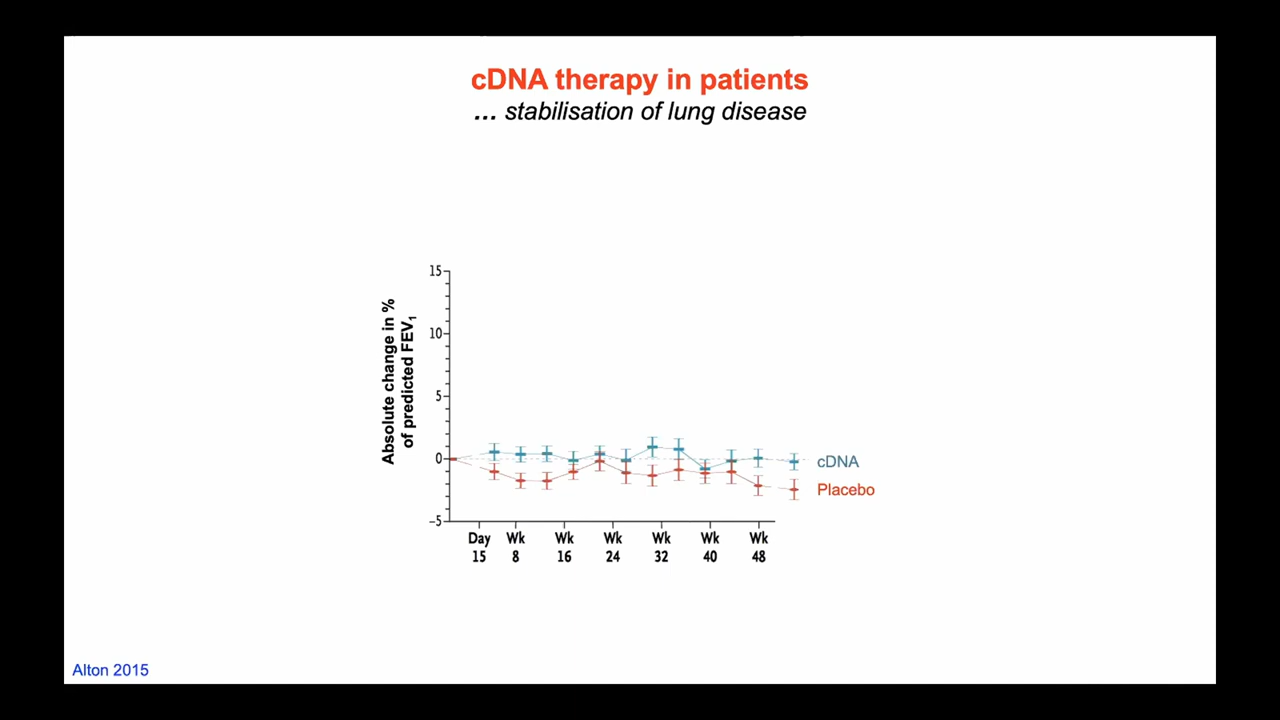 cDNA therapy in patients
... stabilisation of lung disease
Absolute change in %
of predicted FEV₁
15
10
5
0
−5
cDNA
Placebo
Day Wk Wk Wk Wk Wk Wk
15 8 16 24 32 40 48
Alton 2015